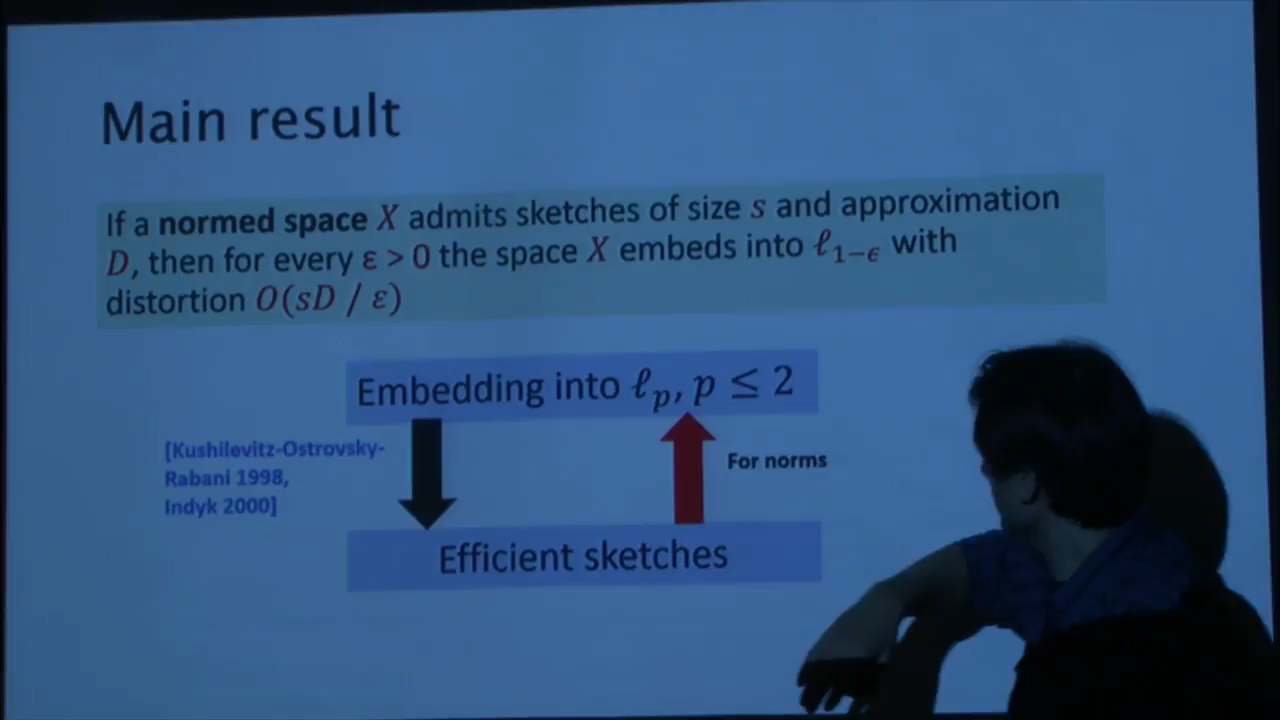 Main result
If a normed space X admits sketches of size s and approximation
D, then for every ε > 0 the space X embeds into ℓ₁₋ϵ with
distortion O(sD / ε)
Embedding into ℓₚ, p ≤ 2
[Kushilevitz-Ostrovsky-
Rabani 1998,
Indyk 2000]
For norms
Efficient sketches